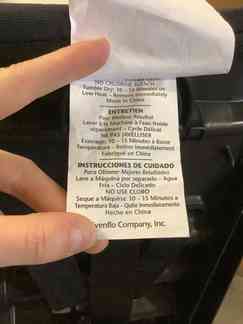 NO CHLORINE BLEACH
Tumble Dry: 10 - 15 minutes on
Low Heat - Remove Immediately
Made in China
ENTRETIEN
Pour meilleur Résultat
Laver à la Machine à l'eau froide
séparément - Cycle Délicat
NE PAS JAVELLISER
Essorage: 10 - 15 Minutes à Basse
Température - Retirer Immédiatement
Fabriqué en China
INSTRUCCIONES DE CUIDADO
Para Obtener Mejores Resultados
Lave a Máquina por separado - Agua
Fría - Ciclo Delicado
NO USE CLORO
Seque a Máquina: 10 - 15 Minutos a
Temperatura Baja - Quite Inmediatamente
Hecho en China
venflo Company, Inc.